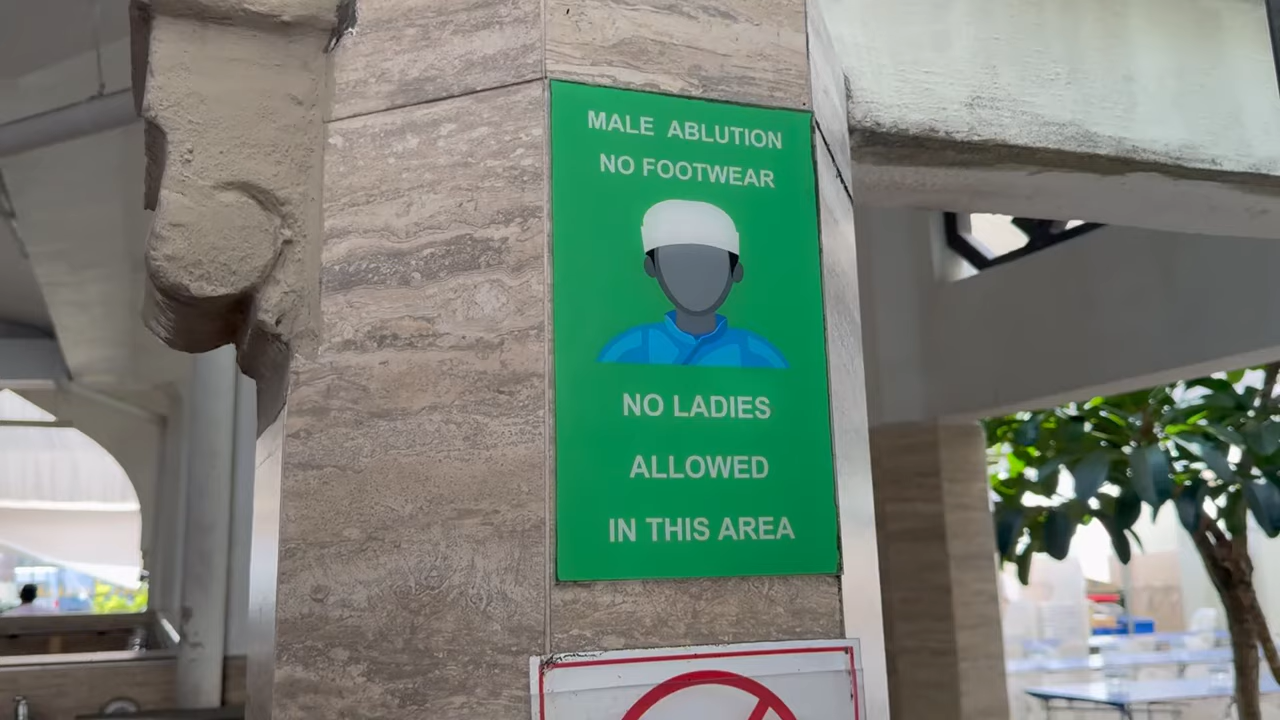 MALE ABLUTION
NO FOOTWEAR
NO LADIES
ALLOWED
IN THIS AREA